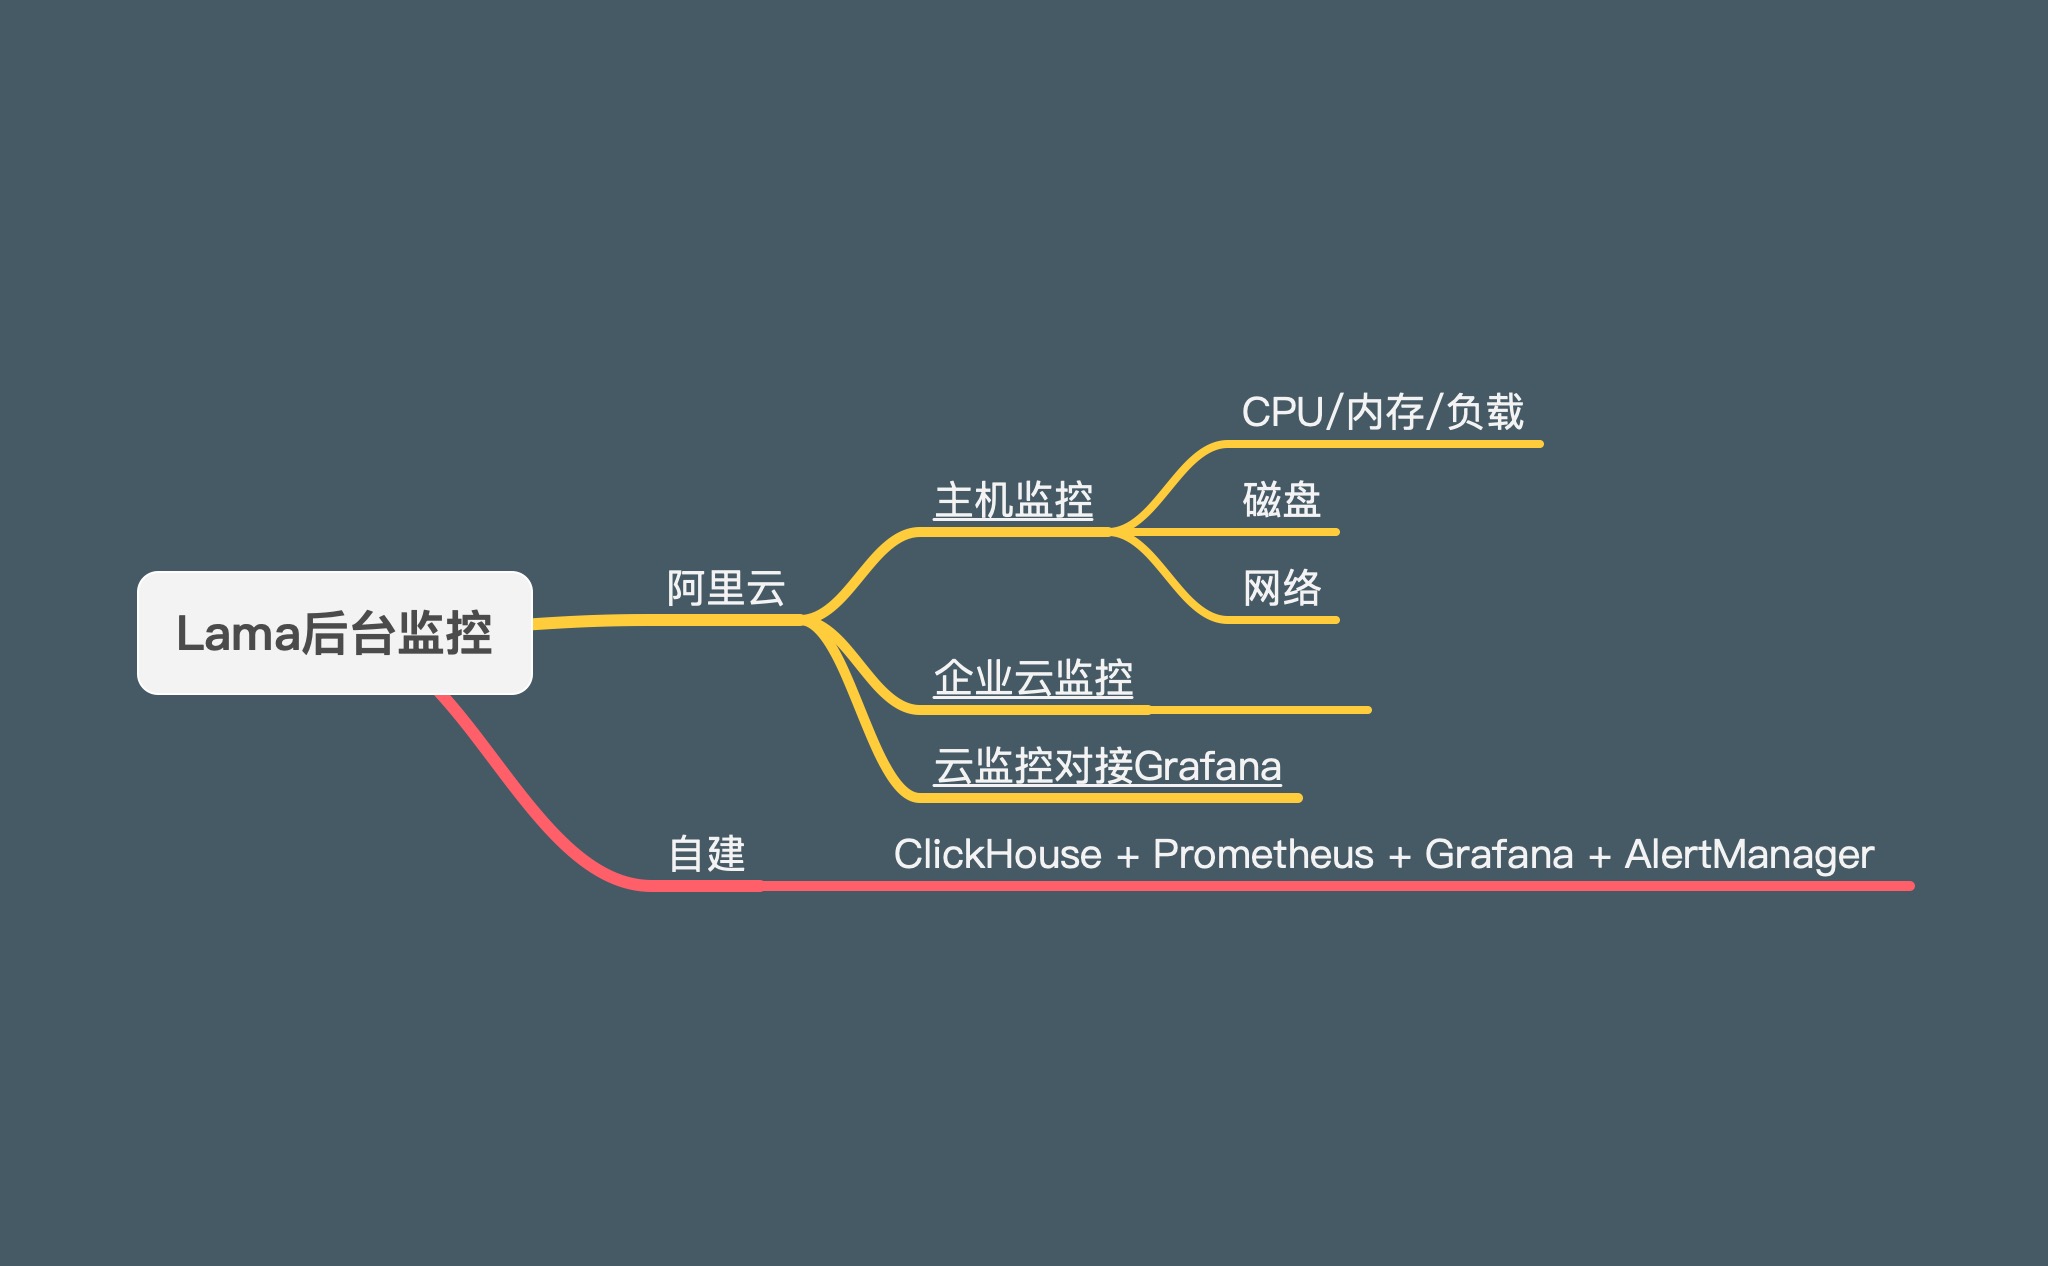 Lama后台监控
阿里云
主机监控
CPU/内存/负载
磁盘
网络
企业云监控
云监控对接Grafana
自建
ClickHouse + Prometheus + Grafana + AlertManager